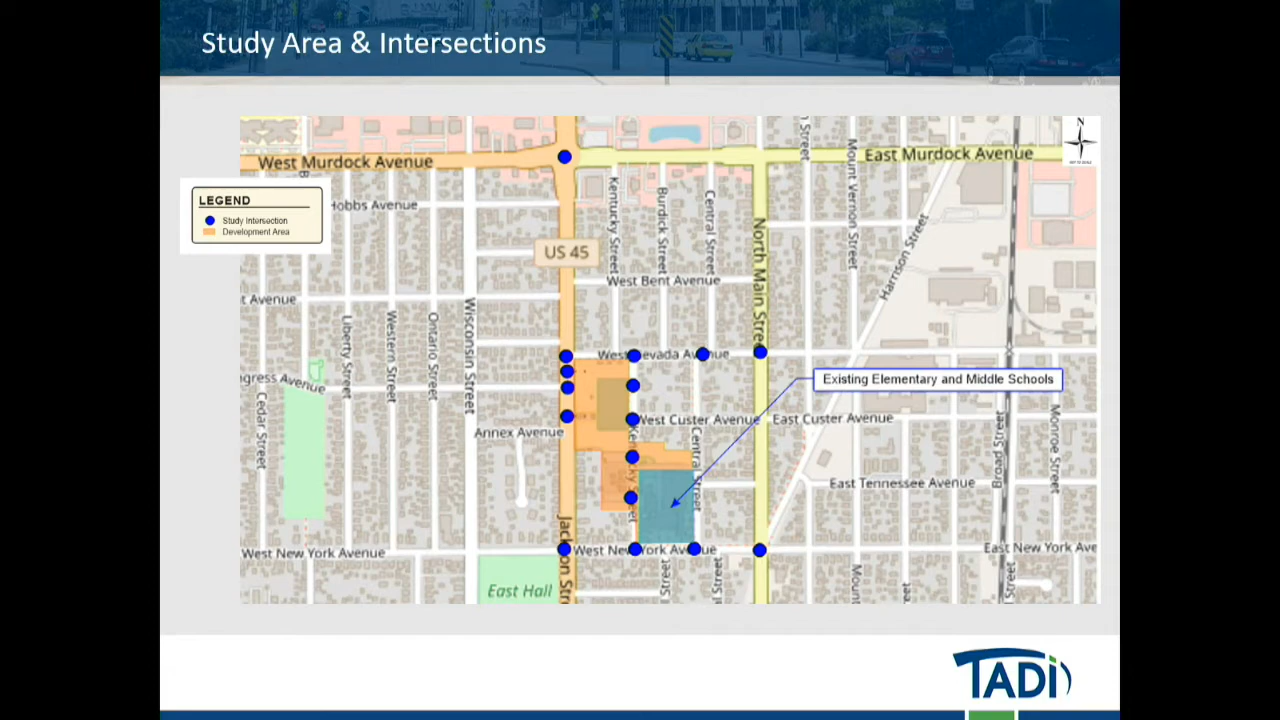 Study Area & Intersections
N
West Murdock Avenue
East Murdock Avenue
LEGEND
Study Intersection
Development Area
Hobbs Avenue
US 45
Kentucky Street
Burdick Street
Central Street
North Main Street
Mount Vernon Street
Harrison Street
West Bent Avenue
t Avenue
Liberty Street
Western Street
Ontario Street
Wisconsin Street
West Nevada Avenue
gress Avenue
Existing Elementary and Middle Schools
Cedar Street
Annex Avenue
West Custer Avenue
East Custer Avenue
Central Street
Broad Street
Monroe Street
East Tennessee Avenue
West New York Avenue
West New York Avenue
East New York Ave
East Hall
TADI